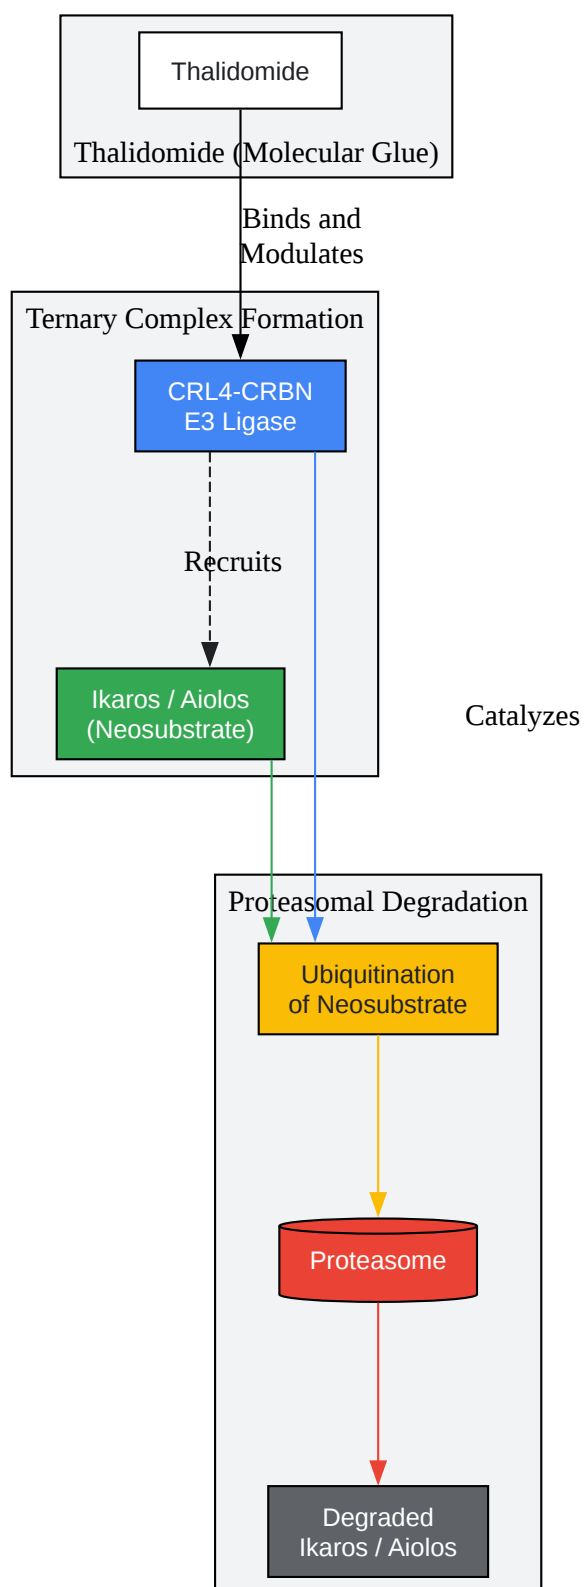 Thalidomide
Thalidomide (Molecular Glue)
Binds and
Modulates
Ternary Complex Formation
CRL4-CRBN
E3 Ligase
Recruits
Ikaros / Aiolos
(Neosubstrate)
Catalyzes
Proteasomal Degradation
Ubiquitination
of Neosubstrate
Proteasome
Degraded
Ikaros / Aiolos